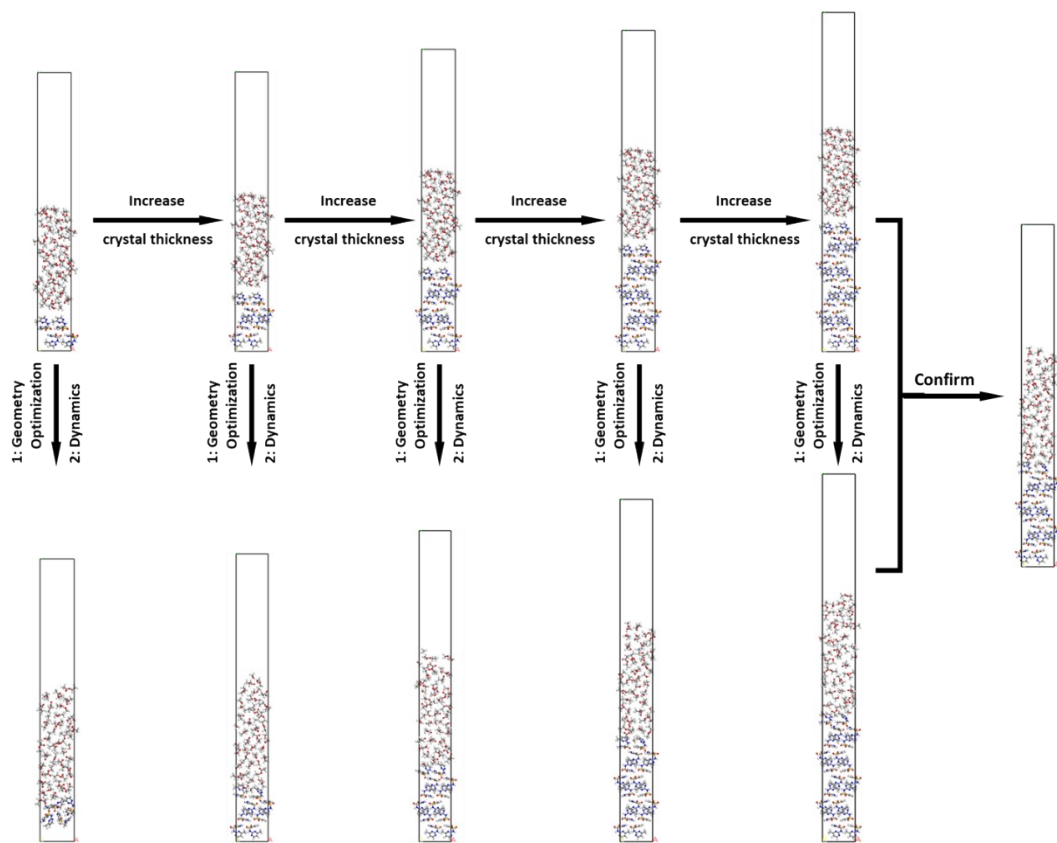 Increase
crystal thickness
Increase
crystal thickness
Increase
crystal thickness
Increase
crystal thickness
1: Geometry
Optimization
2: Dynamics
1: Geometry
Optimization
2: Dynamics
1: Geometry
Optimization
2: Dynamics
1: Geometry
Optimization
2: Dynamics
1: Geometry
Optimization
2: Dynamics
Confirm